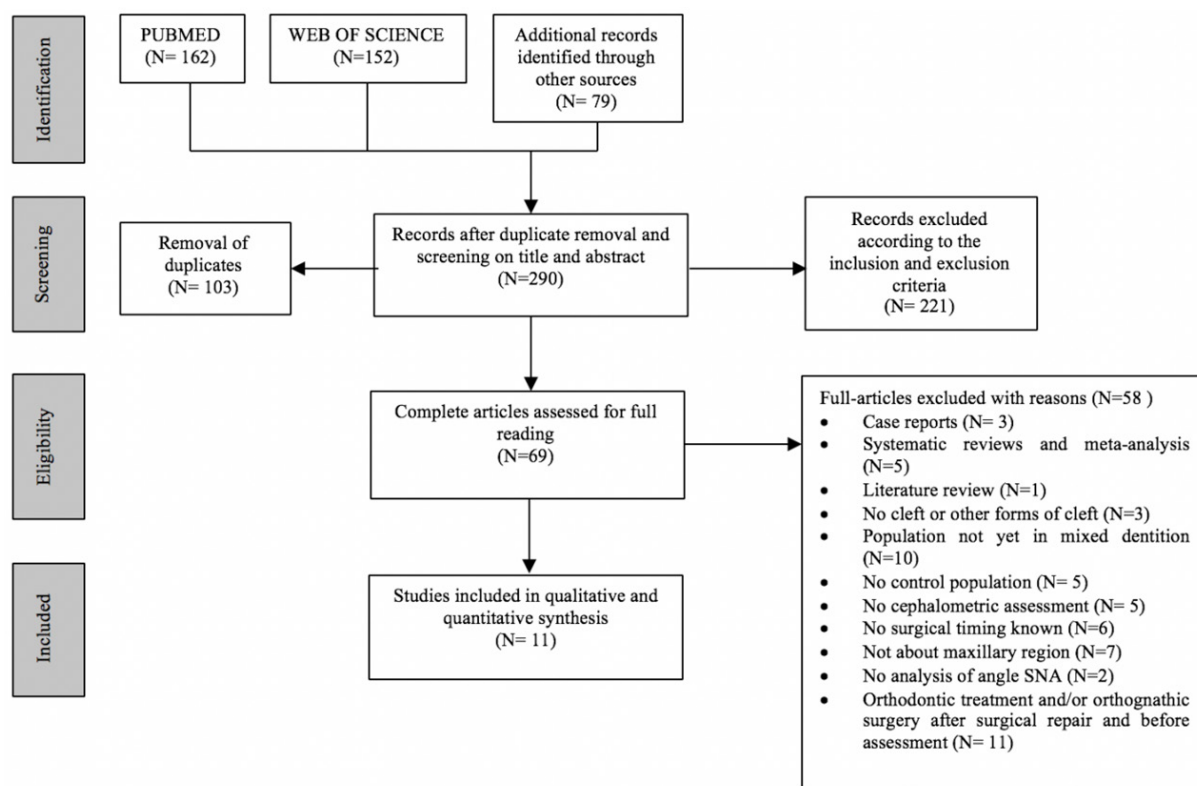 Identification
PUBMED
(N= 162)
WEB OF SCIENCE
(N=152)
Additional records
identified through
other sources
(N= 79)
Screening
Removal of
duplicates
(N= 103)
Records after duplicate removal and
screening on title and abstract
(N=290)
Records excluded
according to the
inclusion and exclusion
criteria
(N= 221)
Eligibility
Complete articles assessed for full
reading
(N=69)
Full-articles excluded with reasons (N=58 )
• Case reports (N= 3)
• Systematic reviews and meta-analysis
(N=5)
• Literature review (N=1)
• No cleft or other forms of cleft (N=3)
• Population not yet in mixed dentition
(N=10)
• No control population (N= 5)
• No cephalometric assessment (N= 5)
• No surgical timing known (N=6)
• Not about maxillary region (N=7)
• No analysis of angle SNA (N=2)
• Orthodontic treatment and/or orthognathic
surgery after surgical repair and before
assessment (N= 11)
Included
Studies included in qualitative and
quantitative synthesis
(N= 11)